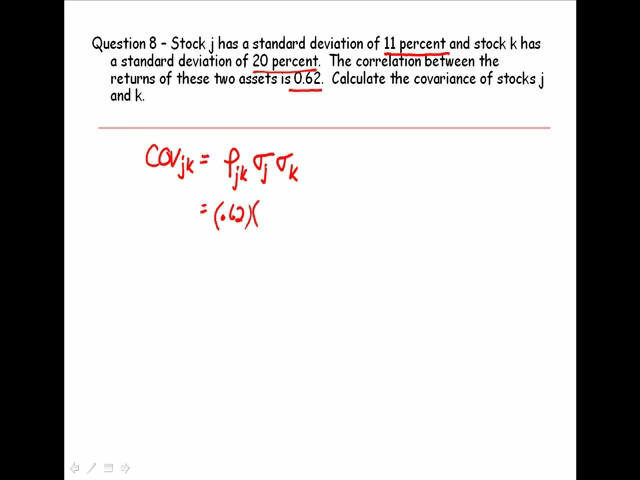 Question 8 – Stock j has a standard deviation of 11 percent and stock k has
a standard deviation of 20 percent. The correlation between the
returns of these two assets is 0.62. Calculate the covariance of stocks j
and k.
COVjk = ρjk σj σk
= (.62)(